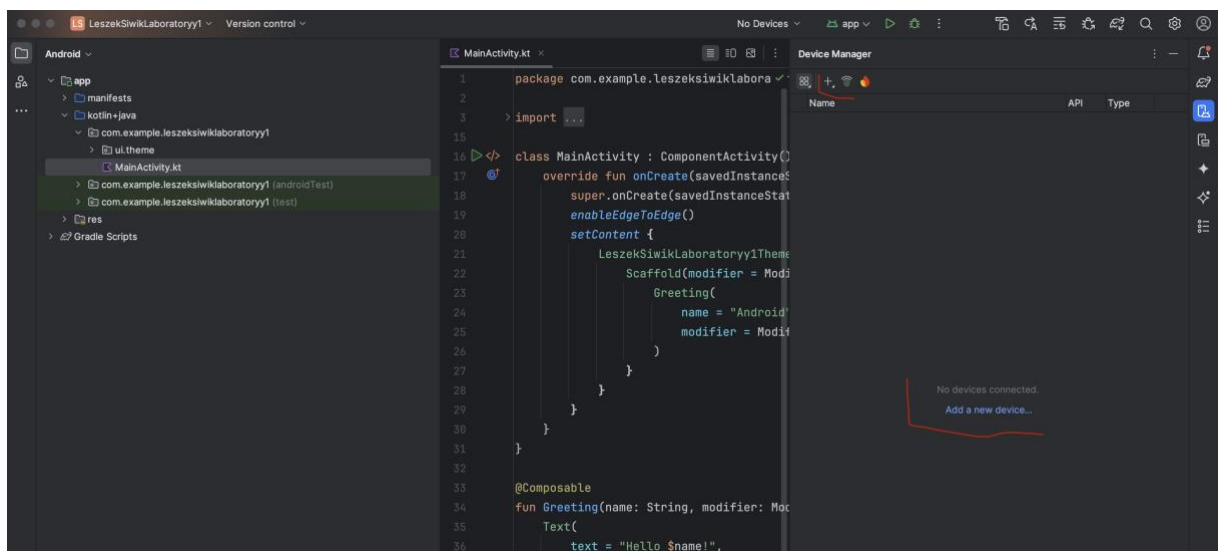 LS LeszekSiwikLaboratoryy1 Version control No Devices app
Android
app
manifests
kotlin+java
com.example.leszeksiwiklaboratoryy1
ui.theme
MainActivity.kt
com.example.leszeksiwiklaboratoryy1 (androidTest)
com.example.leszeksiwiklaboratoryy1 (test)
res
Gradle Scripts
MainActivity.kt
1 package com.example.leszeksiwiklabora
2
3 import ...
15
16 class MainActivity : ComponentActivity()
17 override fun onCreate(savedInstanceS
18 super.onCreate(savedInstanceStat
19 enableEdgeToEdge()
20 setContent {
21 LeszekSiwikLaboratoryy1Theme
22 Scaffold(modifier = Modi
23 Greeting(
24 name = "Android"
25 modifier = Modif
26 )
27 }
28 }
29 }
30 }
31 }
32
33 @Composable
34 fun Greeting(name: String, modifier: Mod
35 Text(
36 text = "Hello $name!",
Device Manager
Name API Type
No devices connected.
Add a new device...